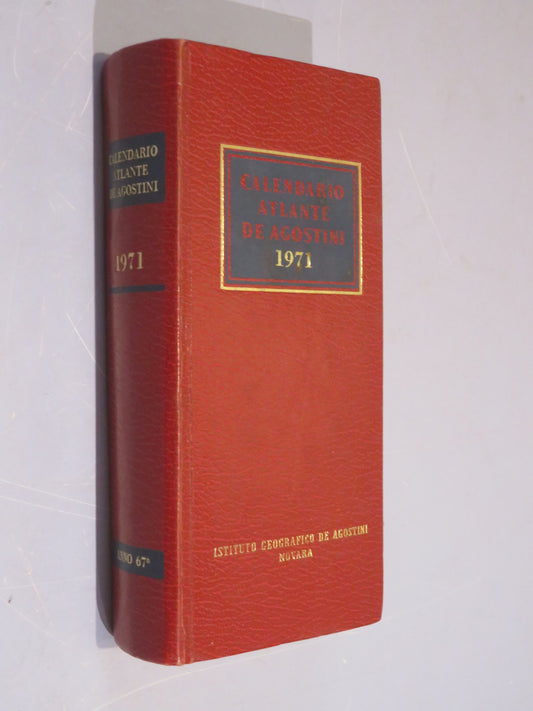 CALENDARIO
ATLANTE
DE AGOSTINI
1971
ANNO 67°
CALENDARIO
ATLANTE
DE AGOSTINI
1971
ISTITUTO GEOGRAFICO DE AGOSTINI
NOVARA